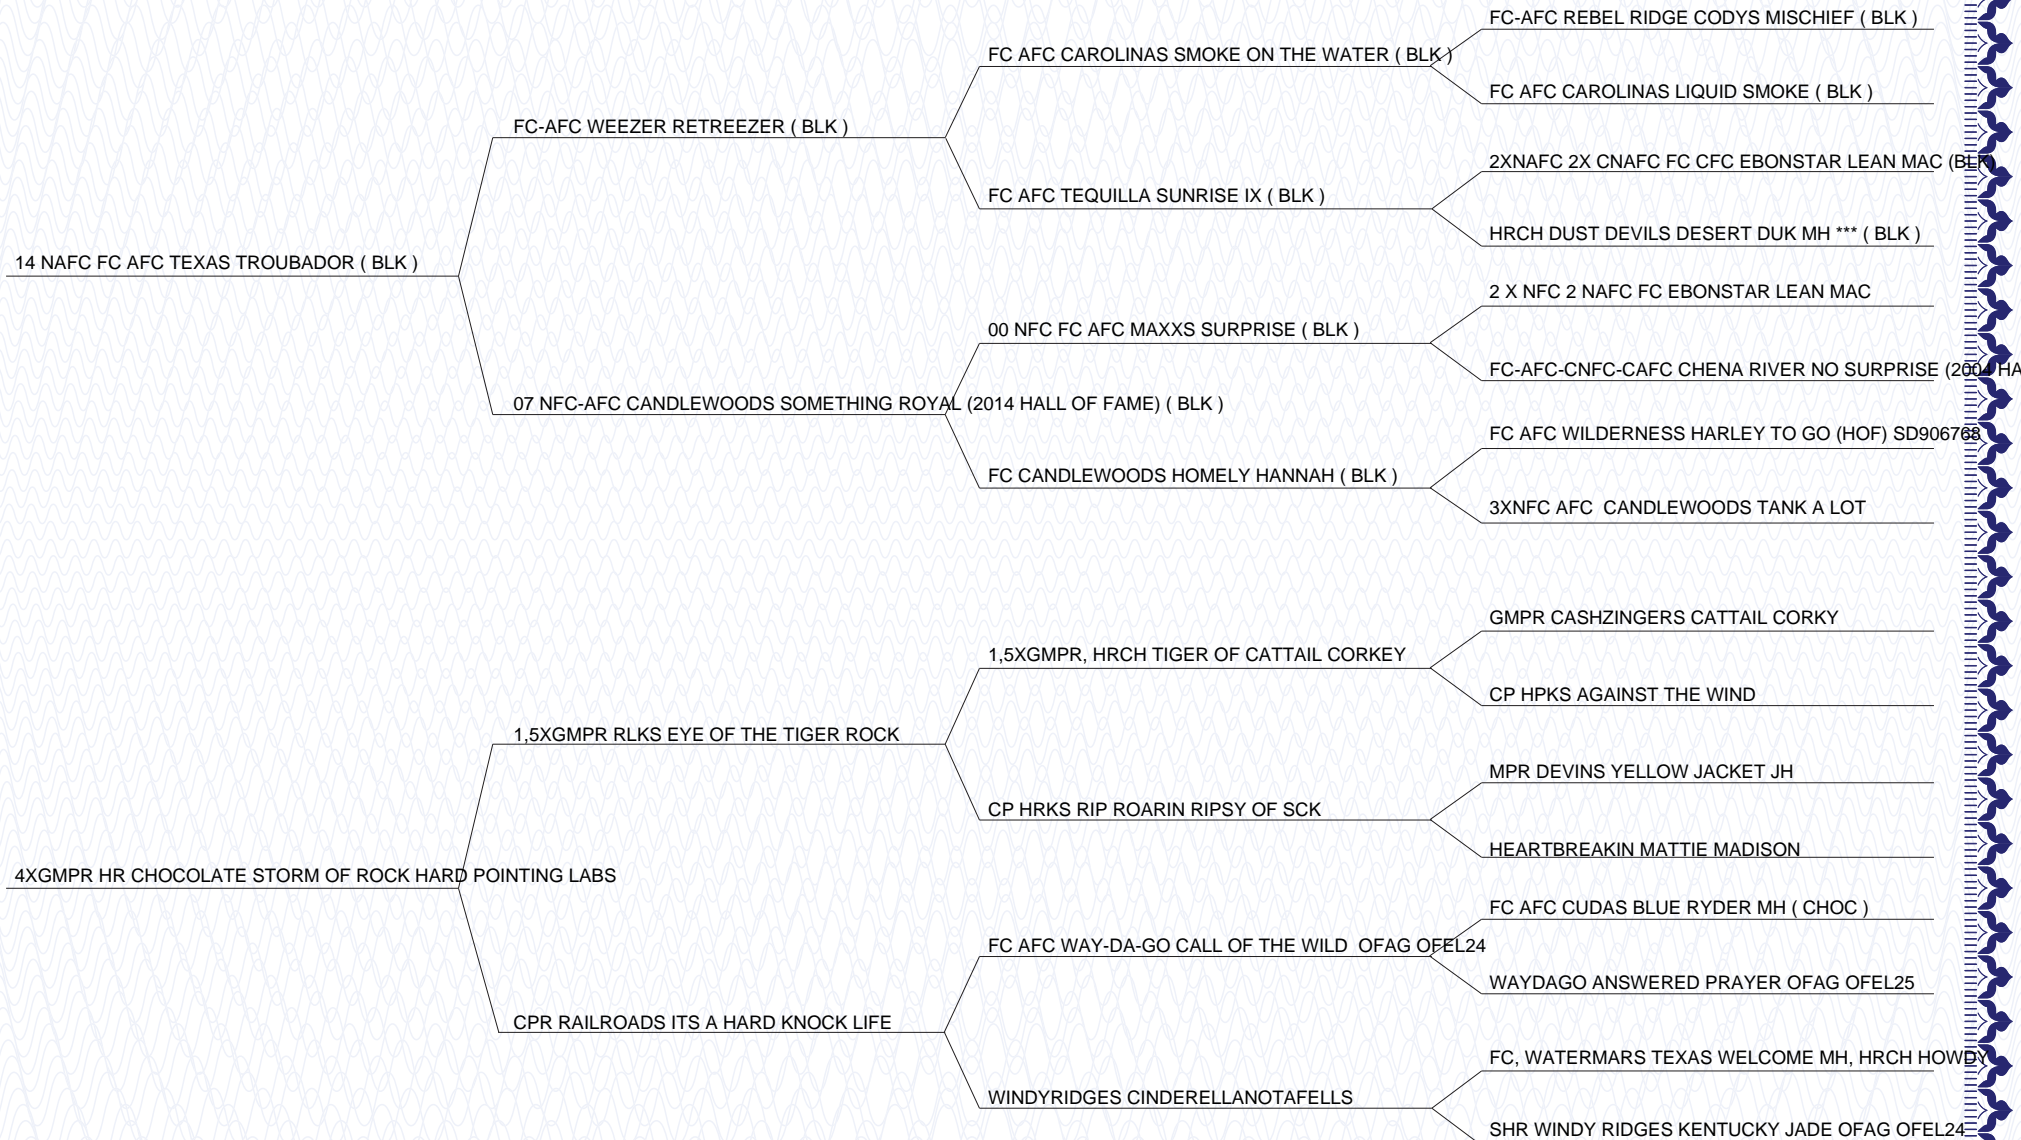 FC-AFC REBEL RIDGE CODYS MISCHIEF ( BLK )
FC AFC CAROLINAS SMOKE ON THE WATER ( BLK )
FC AFC CAROLINAS LIQUID SMOKE ( BLK )
FC-AFC WEEZER RETREEZER ( BLK )
2XNAFC 2X CNAFC FC CFC EBONSTAR LEAN MAC (BLK)
FC AFC TEQUILLA SUNRISE IX ( BLK )
HRCH DUST DEVILS DESERT DUK MH *** ( BLK )
14 NAFC FC AFC TEXAS TROUBADOR ( BLK )
2 X NFC 2 NAFC FC EBONSTAR LEAN MAC
00 NFC FC AFC MAXXS SURPRISE ( BLK )
FC-AFC-CNFC-CAFC CHENA RIVER NO SURPRISE (2004 HA
07 NFC-AFC CANDLEWOODS SOMETHING ROYAL (2014 HALL OF FAME) ( BLK )
FC AFC WILDERNESS HARLEY TO GO (HOF) SD906768
FC CANDLEWOODS HOMELY HANNAH ( BLK )
3XNFC AFC  CANDLEWOODS TANK A LOT
GMPR CASHZINGERS CATTAIL CORKY
1,5XGMPR, HRCH TIGER OF CATTAIL CORKEY
CP HPKS AGAINST THE WIND
1,5XGMPR RLKS EYE OF THE TIGER ROCK
MPR DEVINS YELLOW JACKET JH
CP HRKS RIP ROARIN RIPSY OF SCK
HEARTBREAKIN MATTIE MADISON
4XGMPR HR CHOCOLATE STORM OF ROCK HARD POINTING LABS
FC AFC CUDAS BLUE RYDER MH ( CHOC )
FC AFC WAY-DA-GO CALL OF THE WILD  OFAG OFEL24
WAYDAGO ANSWERED PRAYER OFAG OFEL25
CPR RAILROADS ITS A HARD KNOCK LIFE
FC, WATERMARS TEXAS WELCOME MH, HRCH HOWDY
WINDYRIDGES CINDERELLANOTAFELLS
SHR WINDY RIDGES KENTUCKY JADE OFAG OFEL24